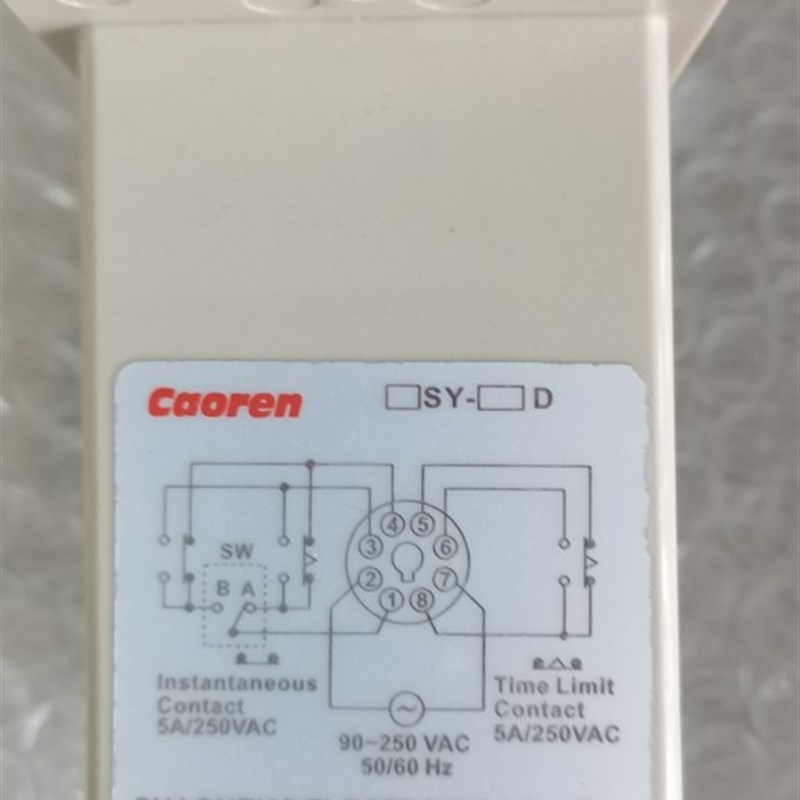 Caoren
□SY-□ D
4 5
3 6
SW
2 7
B A
1 8
Instantaneous
Contact
5A/250VAC
Time Limit
Contact
5A/250VAC
90~250 VAC
50/60 Hz